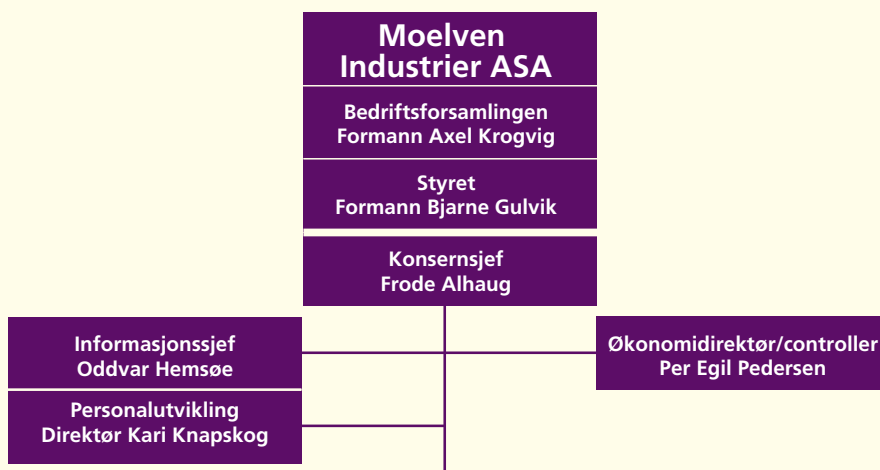 Moelven
Industrier ASA
Bedriftsforsamlingen
Formann Axel Krogvig
Styret
Formann Bjarne Gulvik
Konsernsjef
Frode Alhaug
Informasjonssjef
Oddvar Hemsøe
Økonomidirektør/controller
Per Egil Pedersen
Personalutvikling
Direktør Kari Knapskog